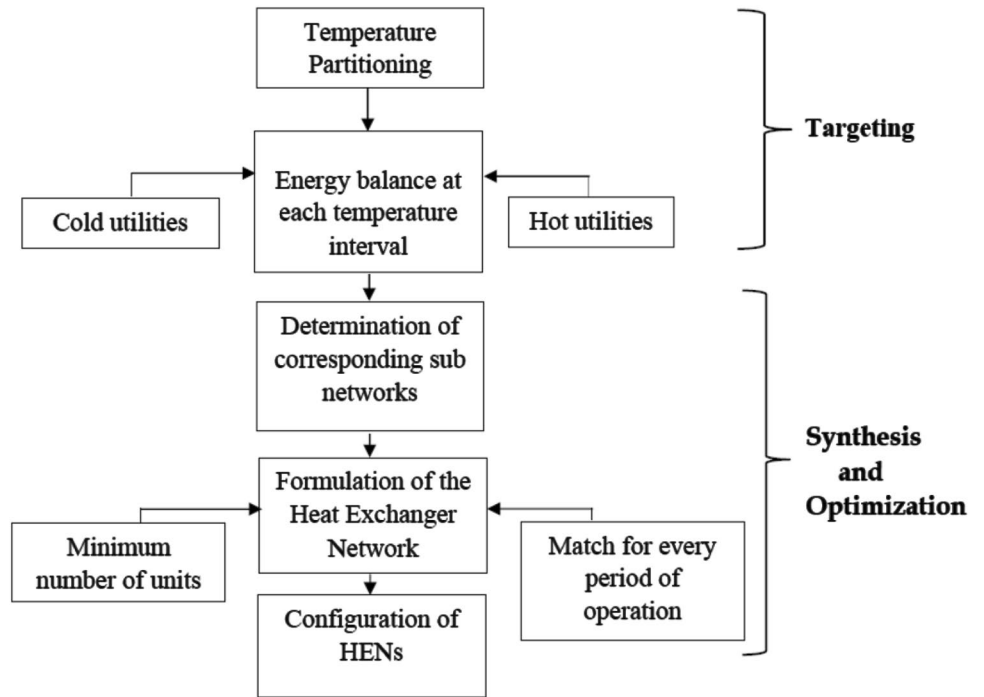 Temperature
Partitioning
Targeting
Energy balance at
each temperature
interval
Cold utilities
Hot utilities
Determination of
corresponding sub
networks
Synthesis
and
Optimization
Formulation of the
Heat Exchanger
Network
Minimum
number of units
Match for every
period of
operation
Configuration of
HENs